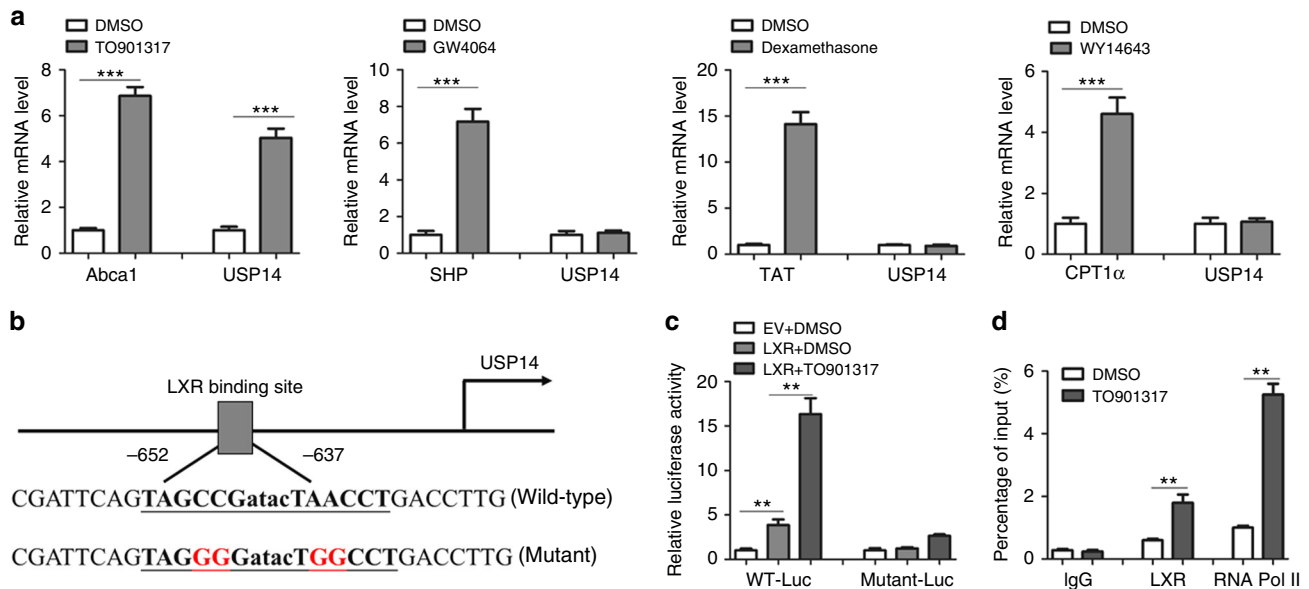 a
DMSO
TO901317
Relative mRNA level
8
6
4
2
0
***
***
Abca1
USP14
DMSO
GW4064
Relative mRNA level
10
8
6
4
2
0
***
SHP
USP14
DMSO
Dexamethasone
Relative mRNA level
20
15
10
5
0
***
TAT
USP14
DMSO
WY14643
Relative mRNA level
6
4
2
0
***
CPT1α
USP14
b
USP14
LXR binding site
−652
−637
CGATTCAGTAGCCGatacTAACCTGACCTTG (Wild-type)
CGATTCAGTAGGGGatacTGGCCTGACCTTG (Mutant)
c
EV+DMSO
LXR+DMSO
LXR+TO901317
Relative luciferase activity
20
15
10
5
0
**
**
WT-Luc
Mutant-Luc
d
DMSO
TO901317
Percentage of input (%)
6
4
2
0
**
**
IgG
LXR
RNA Pol II